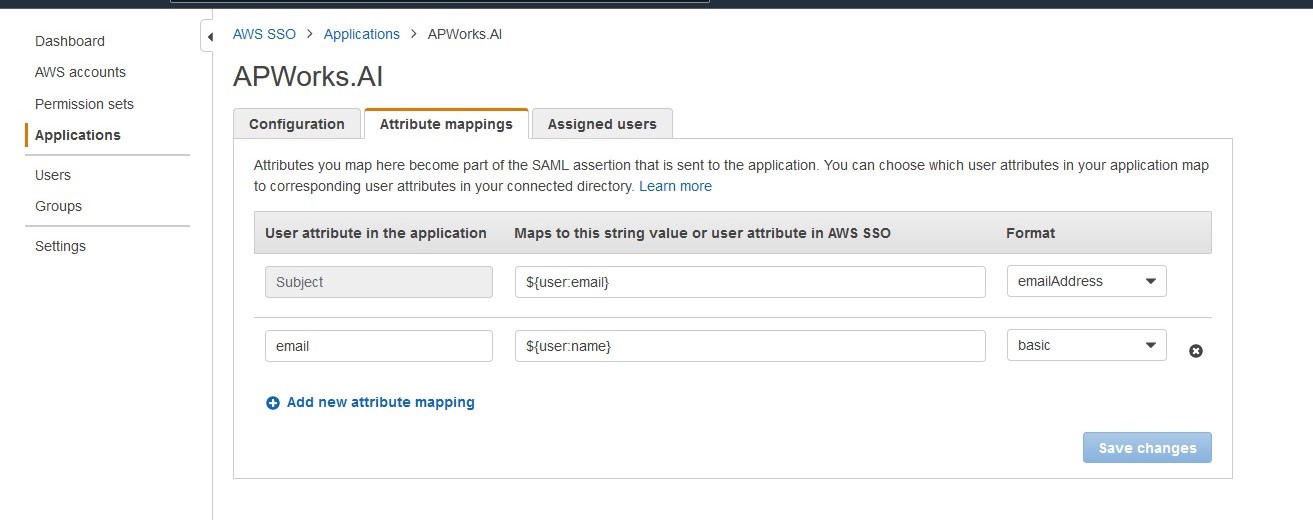 Dashboard
AWS accounts
Permission sets
Applications
Users
Groups
Settings
AWS SSO > Applications > APWorks.AI
APWorks.AI
Configuration Attribute mappings Assigned users
Attributes you map here become part of the SAML assertion that is sent to the application. You can choose which user attributes in your application map
to corresponding user attributes in your connected directory. Learn more
User attribute in the application Maps to this string value or user attribute in AWS SSO Format
Subject ${user:email} emailAddress
email ${user:name} basic
Add new attribute mapping
Save changes